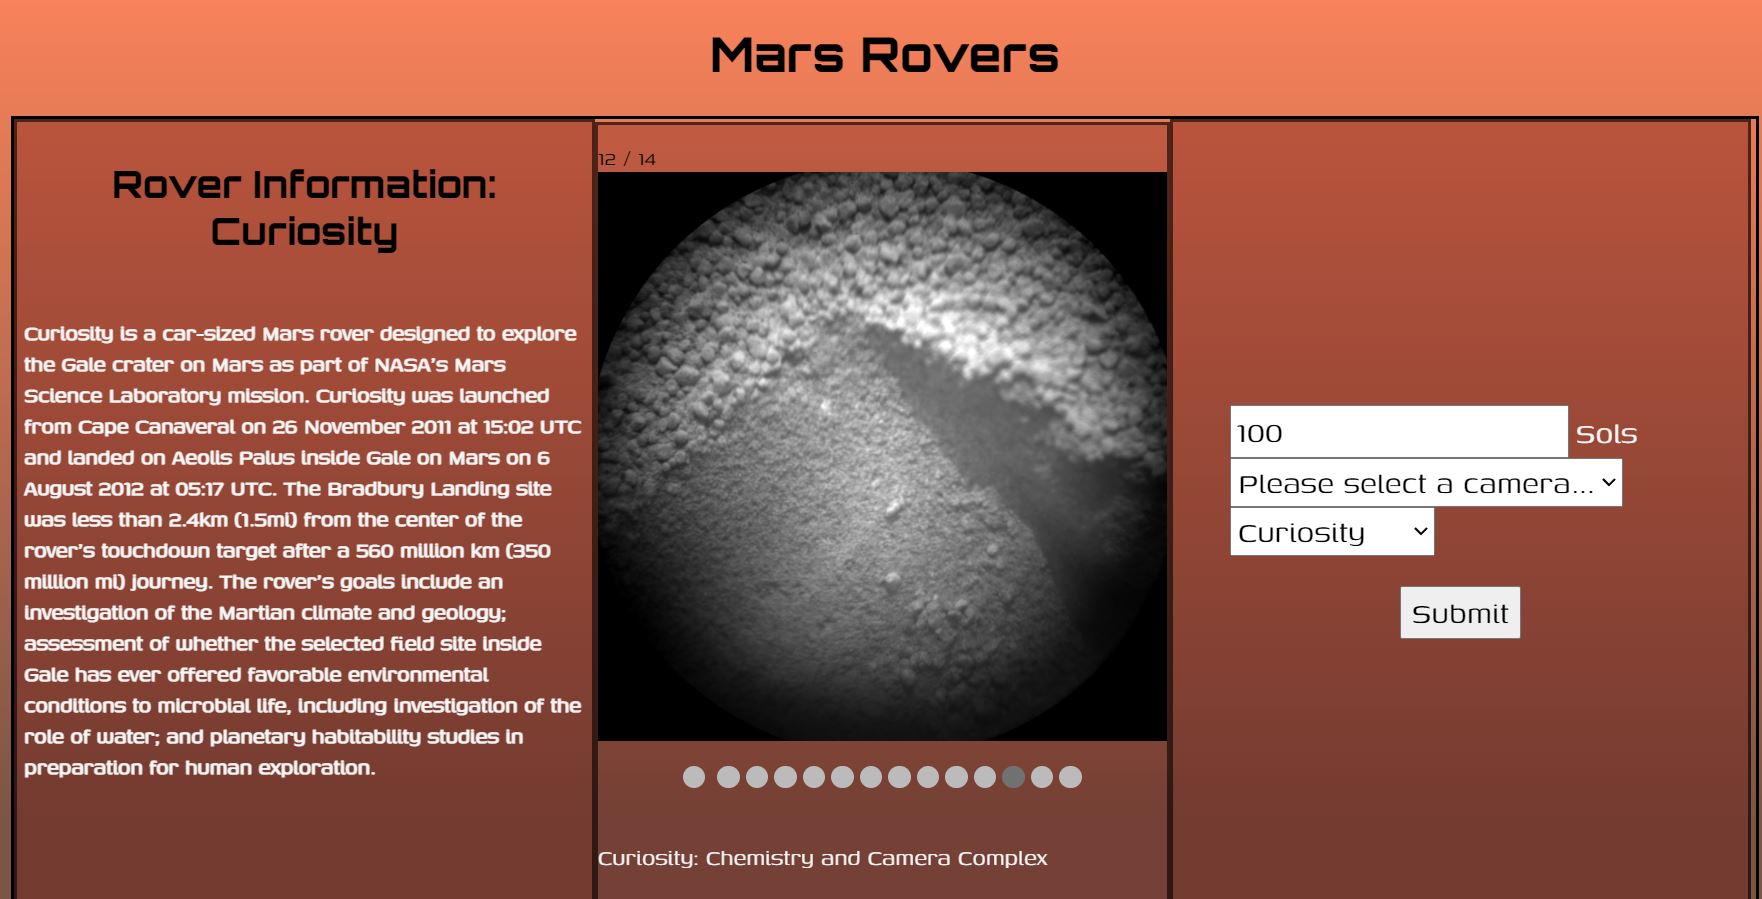 Mars Rovers
Rover Information:
Curiosity
Curiosity is a car-sized Mars rover designed to explore
the Gale crater on Mars as part of NASA's Mars
Science Laboratory mission. Curiosity was launched
from Cape Canaveral on 26 November 2011 at 15:02 UTC
and landed on Aeolis Palus inside Gale on Mars on 6
August 2012 at 05:17 UTC. The Bradbury Landing site
was less than 2.4km (1.5mi) from the center of the
rover's touchdown target after a 560 million km (350
million mi) journey. The rover's goals include an
investigation of the Martian climate and geology;
assessment of whether the selected field site inside
Gale has ever offered favorable environmental
conditions to microbial life, including investigation of the
role of water; and planetary habitability studies in
preparation for human exploration.
12 / 14
Curiosity: Chemistry and Camera Complex
100 Sols
Please select a camera...
Curiosity
Submit